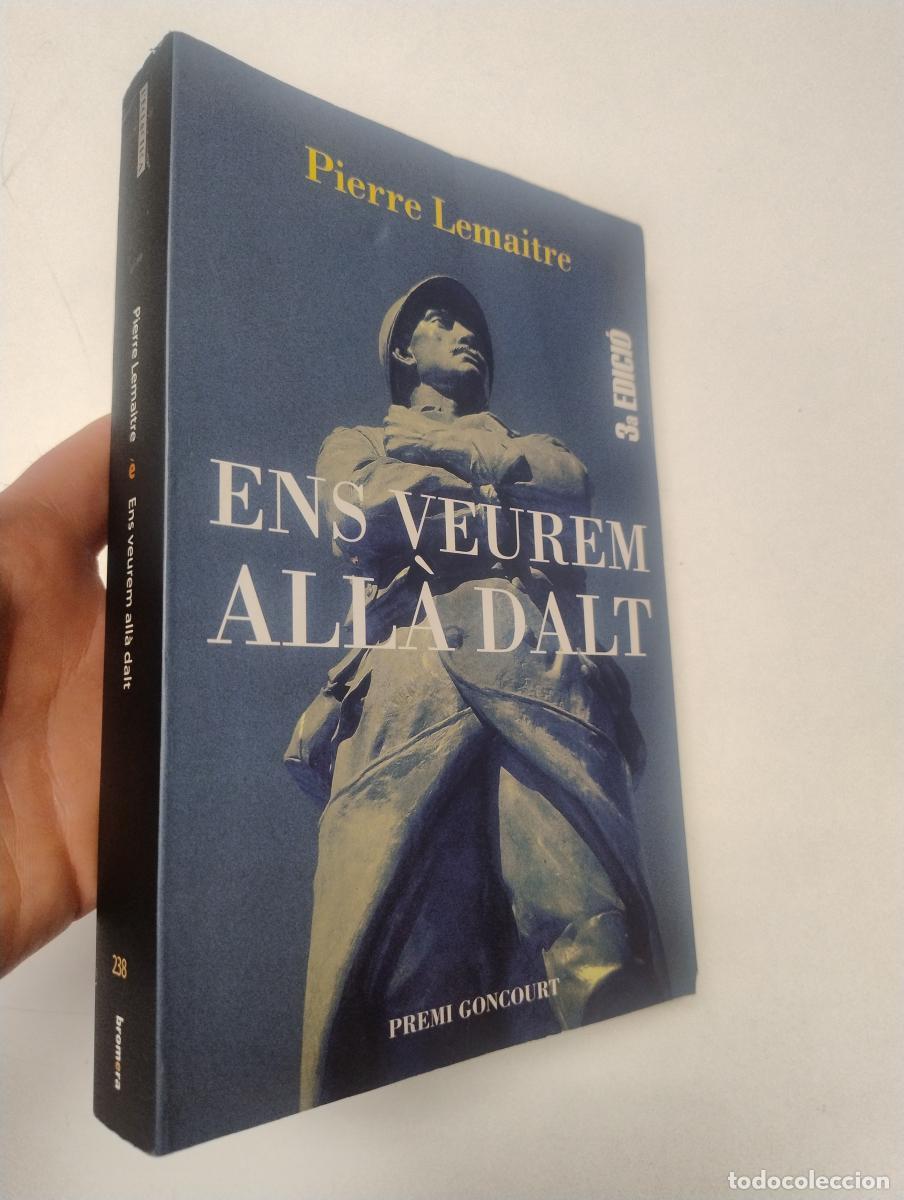 Pierre Lemaitre
3a EDICIÓ
ENS VEUREM
ALLÀ DALT
PREMI GONCOURT
Pierre Lemaitre e Ens veurem allà dalt
238
bromera
todocoleccion